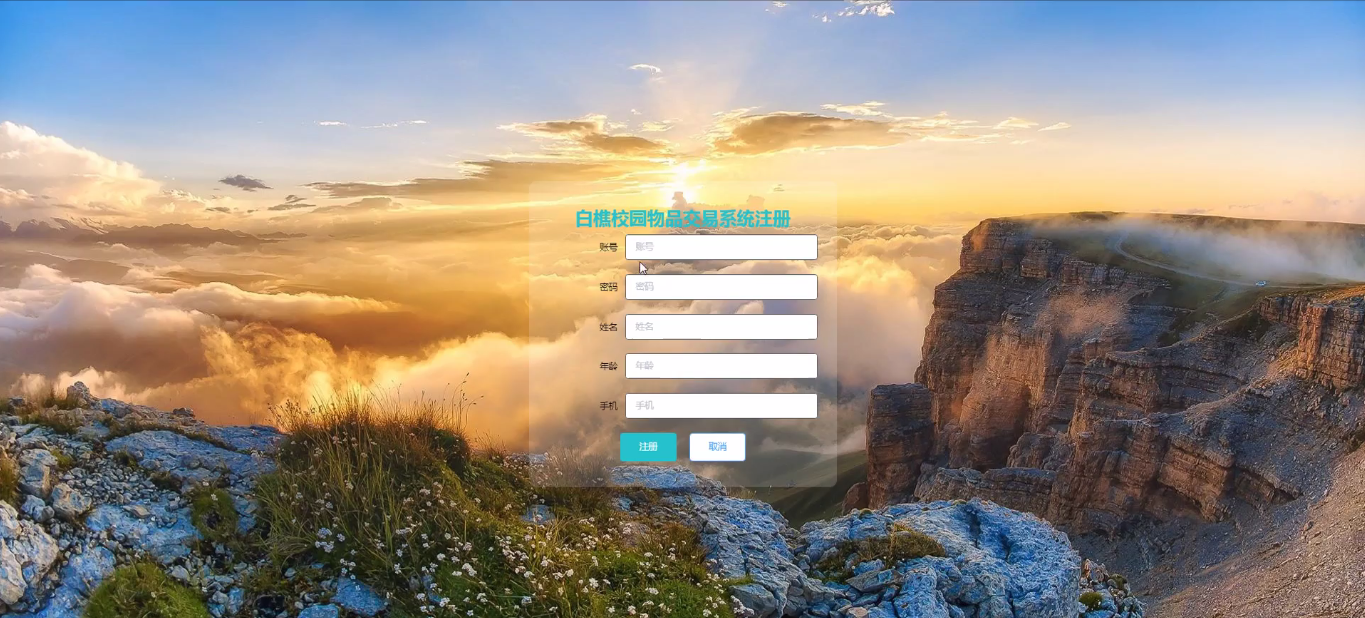 白樵校园物品交易系统注册
账号 账号
密码 密码
姓名 姓名
年龄 年龄
手机 手机
注册 取消